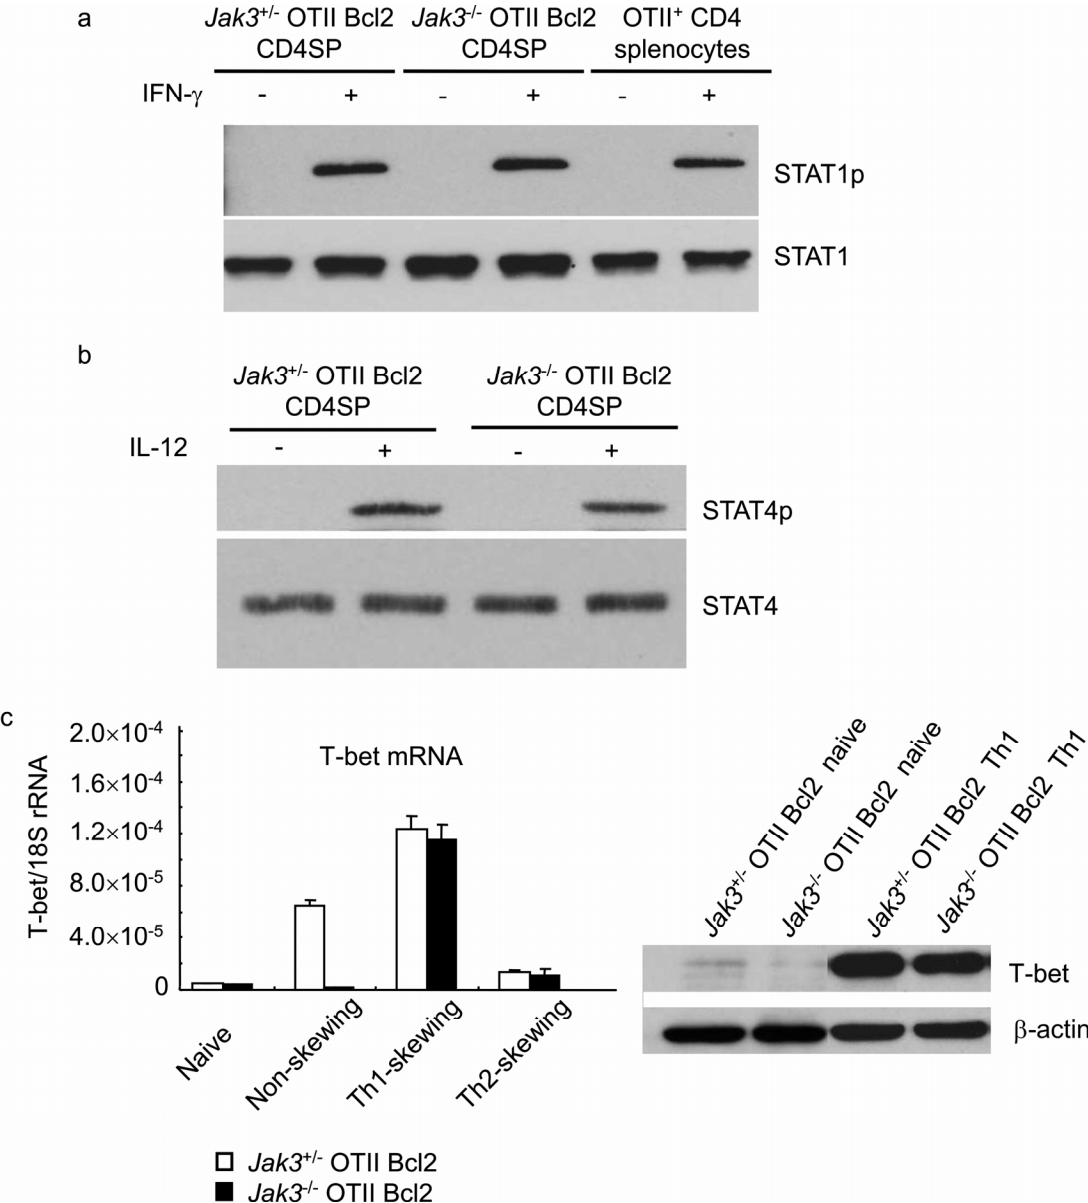 a
Jak3+/- OTII Bcl2 CD4SP
Jak3-/- OTII Bcl2 CD4SP
OTII+ CD4 splenocytes
IFN-γ - + - + - +
STAT1p
STAT1
b
Jak3+/- OTII Bcl2 CD4SP
Jak3-/- OTII Bcl2 CD4SP
IL-12 - + - +
STAT4p
STAT4
c
T-bet/18S rRNA
2.0×10-4
1.6×10-4
1.2×10-4
8.0×10-5
4.0×10-5
0
T-bet mRNA
Naive
Non-skewing
Th1-skewing
Th2-skewing
Jak3+/- OTII Bcl2
Jak3-/- OTII Bcl2
Jak3+/- OTII Bcl2 naive
Jak3-/- OTII Bcl2 naive
Jak3+/- OTII Bcl2 Th1
Jak3-/- OTII Bcl2 Th1
T-bet
β-actin